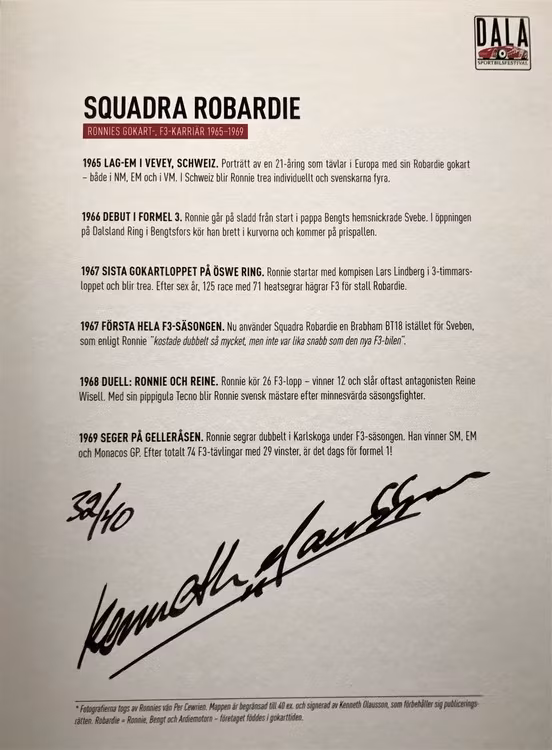 DALA
SPORTBILSFESTIVAL
SQUADRA ROBARDIE
RONNIES GOKART-, F3-KARRIÄR 1965-1969
1965 LAG-EM I VEVEY, SCHWEIZ. Porträtt av en 21-åring som tävlar i Europa med sin Robardie gokart
– både i NM, EM och i VM. I Schweiz blir Ronnie trea individuellt och svenskarna fyra.
1966 DEBUT I FORMEL 3. Ronnie går på sladd från start i pappa Bengts hemsnickrade Svebe. I öppningen
på Dalsland Ring i Bengtsfors kör han brett i kurvorna och kommer på prispallen.
1967 SISTA GOKARTLOPPET PÅ ÖSWE RING. Ronnie startar med kompisen Lars Lindberg i 3-timmars-
loppet och blir trea. Efter sex år, 125 race med 71 heatsegrar hägrar F3 för stall Robardie.
1967 FÖRSTA HELA F3-SÄSONGEN. Nu använder Squadra Robardie en Brabham BT18 istället för Sveben,
som enligt Ronnie "kostade dubbelt så mycket, men inte var lika snabb som den nya F3-bilen".
1968 DUELL: RONNIE OCH REINE. Ronnie kör 26 F3-lopp – vinner 12 och slår oftast antagonisten Reine
Wisell. Med sin pippigula Tecno blir Ronnie svensk mästare efter minnesvärda säsongsfighter.
1969 SEGER PÅ GELLERÅSEN. Ronnie segrar dubbelt i Karlskoga under F3-säsongen. Han vinner SM, EM
och Monacos GP. Efter totalt 74 F3-tävlingar med 29 vinster, är det dags för formel 1!
32/40
Kenneth Olausson
* Fotografierna togs av Ronnies vän Per Cewrien. Mappen är begränsad till 40 ex. och signerad av Kenneth Olausson, som förbehåller sig publicerings-
rätten. Robardie = Ronnie, Bengt och Ardiemotorn – företaget föddes i gokarttiden.